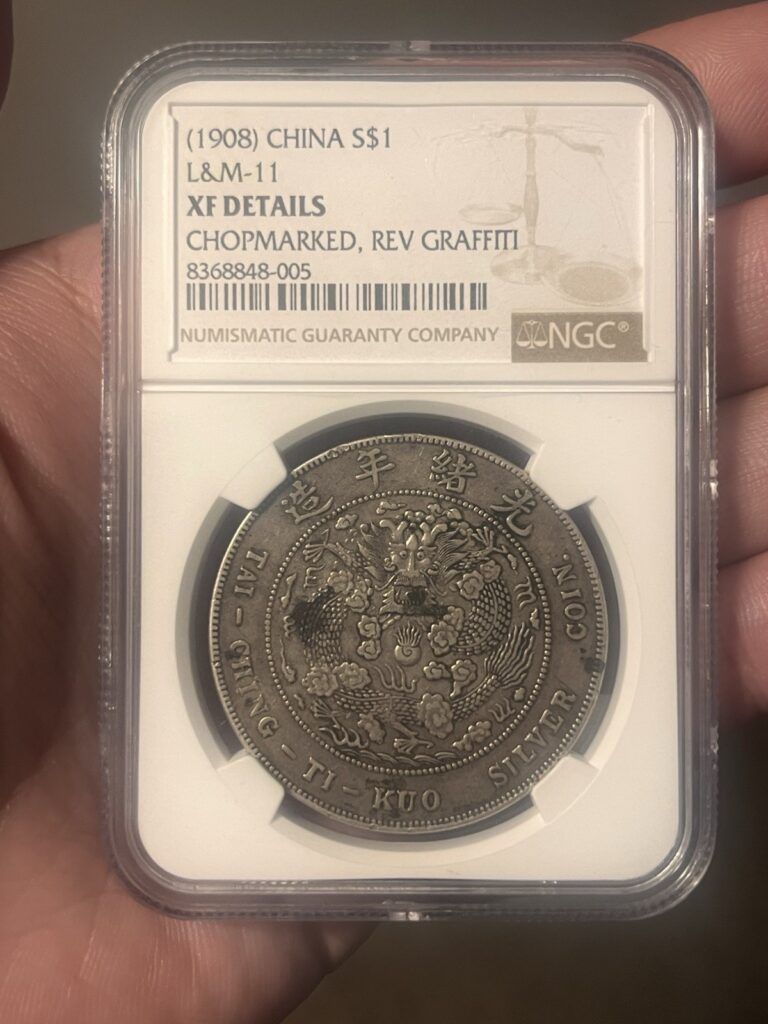 (1908) CHINA S$1
L&M-11
XF DETAILS
CHOPMARKED, REV GRAFFITI
8368848-005
NUMISMATIC GUARANTY COMPANY
NGC®
造年緒光
TAI-CHING-TI-KUO SILVER COIN.